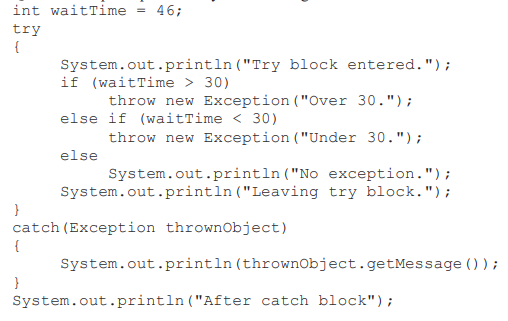 int waitTime = 46;
try
{
System.out.println("Try block entered.");
if (waitTime > 30)
throw new Exception("Over 30.");
else if (waitTime < 30)
throw new Exception("Under 30.");
else
System.out.println("No exception.");
System.out.println("Leaving try block.");
}
catch(Exception thrownObject)
{
System.out.println(thrownObject.getMessage());
}
System.out.println("After catch block");